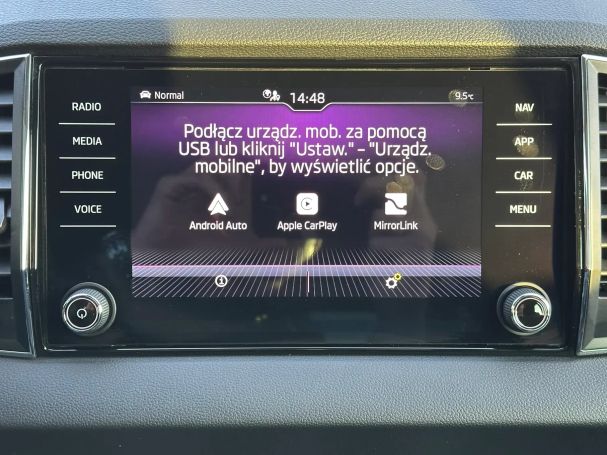 Normal
14:48
9.5°C
RADIO
MEDIA
PHONE
VOICE
Podłącz urządz. mob. za pomocą
USB lub kliknij "Ustaw." - "Urządz.
mobilne", by wyświetlić opcje.
Android Auto
Apple CarPlay
MirrorLink
NAV
APP
CAR
MENU